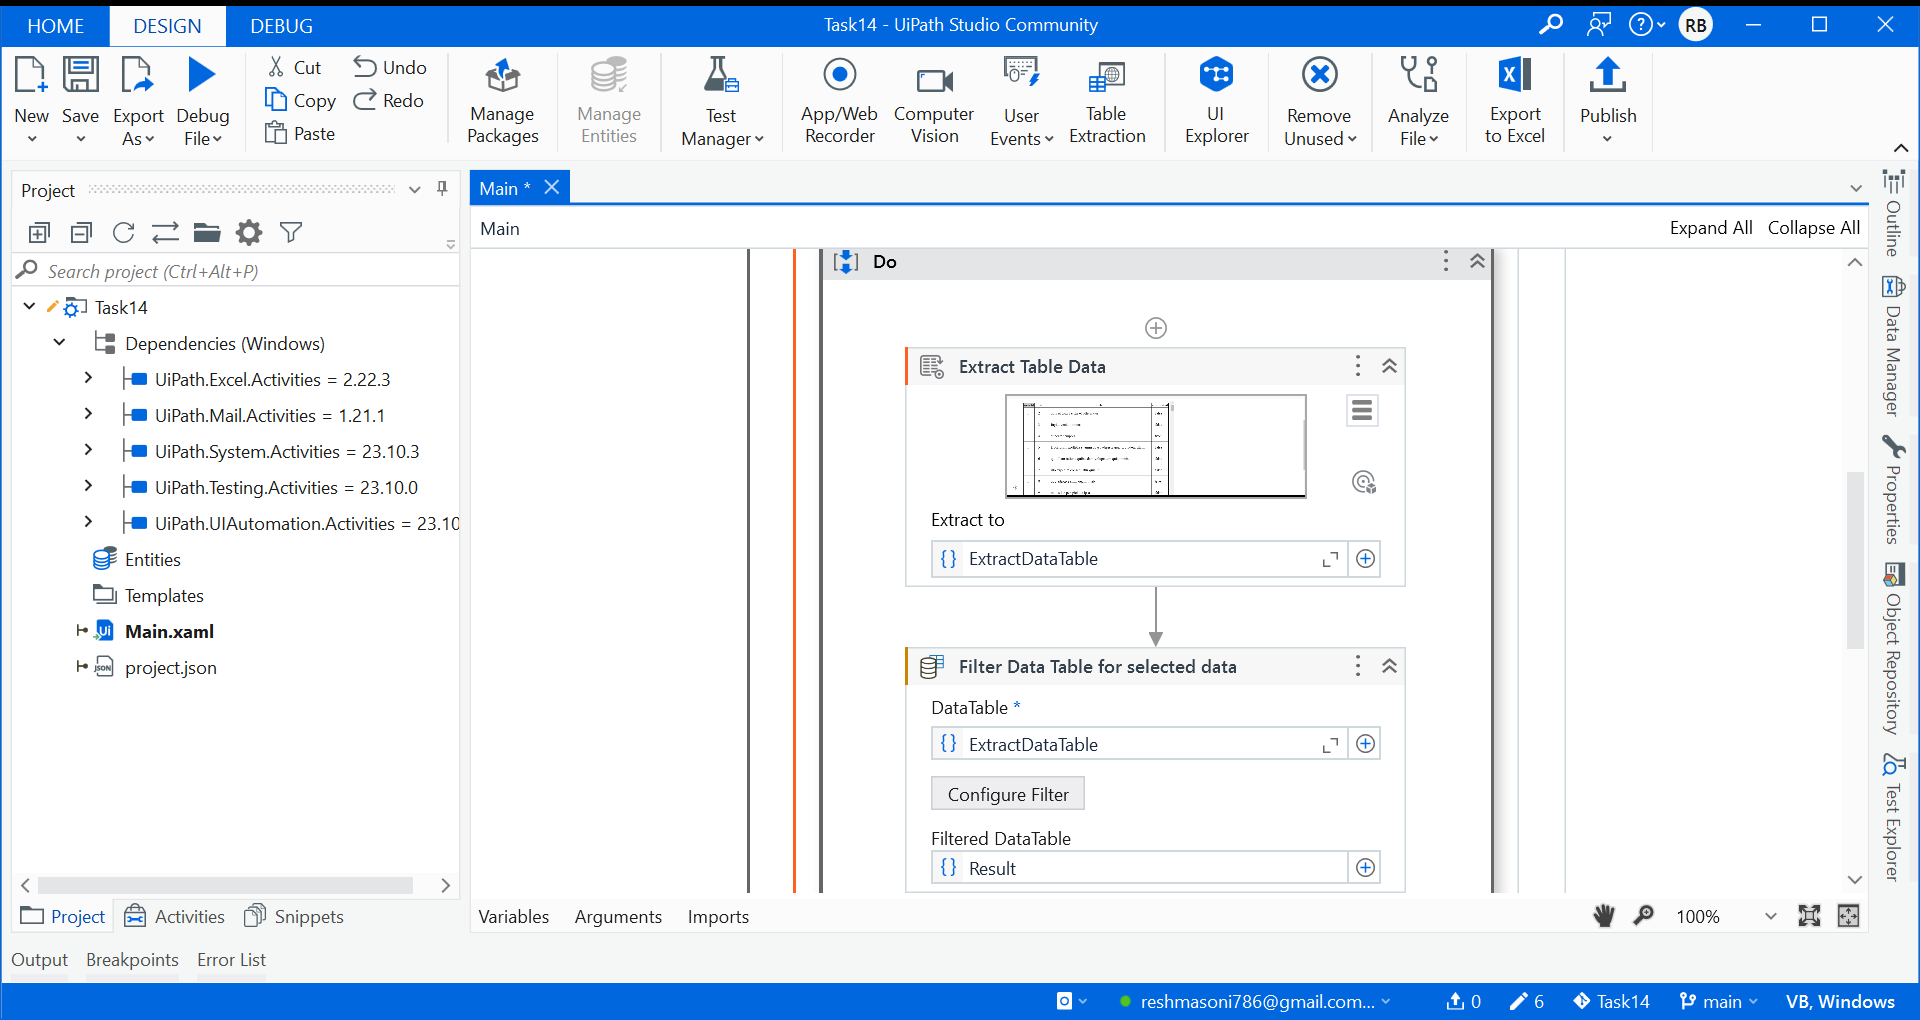 HOME DESIGN DEBUG Task14 - UiPath Studio Community RB
New Save Export As Debug File Cut Copy Paste Undo Redo Manage Packages Manage Entities Test Manager App/Web Recorder Computer Vision User Events Table Extraction UI Explorer Remove Unused Analyze File Export to Excel Publish
Project
Search project (Ctrl+Alt+P)
Task14
Dependencies (Windows)
UiPath.Excel.Activities = 2.22.3
UiPath.Mail.Activities = 1.21.1
UiPath.System.Activities = 23.10.3
UiPath.Testing.Activities = 23.10.0
UiPath.UIAutomation.Activities = 23.10
Entities
Templates
Main.xaml
project.json
Project Activities Snippets
Main *
Main Expand All Collapse All
Do
Extract Table Data
Extract to
ExtractDataTable
Filter Data Table for selected data
DataTable *
ExtractDataTable
Configure Filter
Filtered DataTable
Result
Variables Arguments Imports 100%
Outline
Data Manager
Properties
Object Repository
Test Explorer
Output Breakpoints Error List
reshmasoni786@gmail.com... 0 6 Task14 main VB, Windows